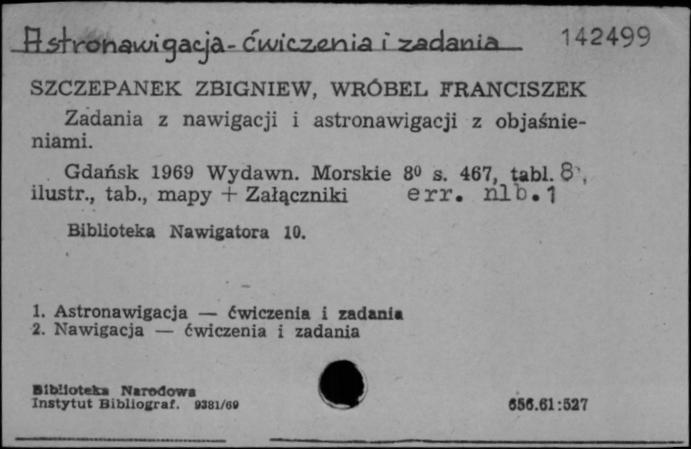 Astronawigacja - ćwiczenia i zadania 142499
SZCZEPANEK ZBIGNIEW, WRÓBEL FRANCISZEK
Zadania z nawigacji i astronawigacji z objaśnie-
niami.
Gdańsk 1969 Wydawn. Morskie 8⁰ s. 467, tabl. 8,
ilustr., tab., mapy + Załączniki err. nlb. 1
Biblioteka Nawigatora 10.
1. Astronawigacja — ćwiczenia i zadania
2. Nawigacja — ćwiczenia i zadania
Biblioteka Narodowa
Instytut Bibliograf. 9381/69 656.61:527